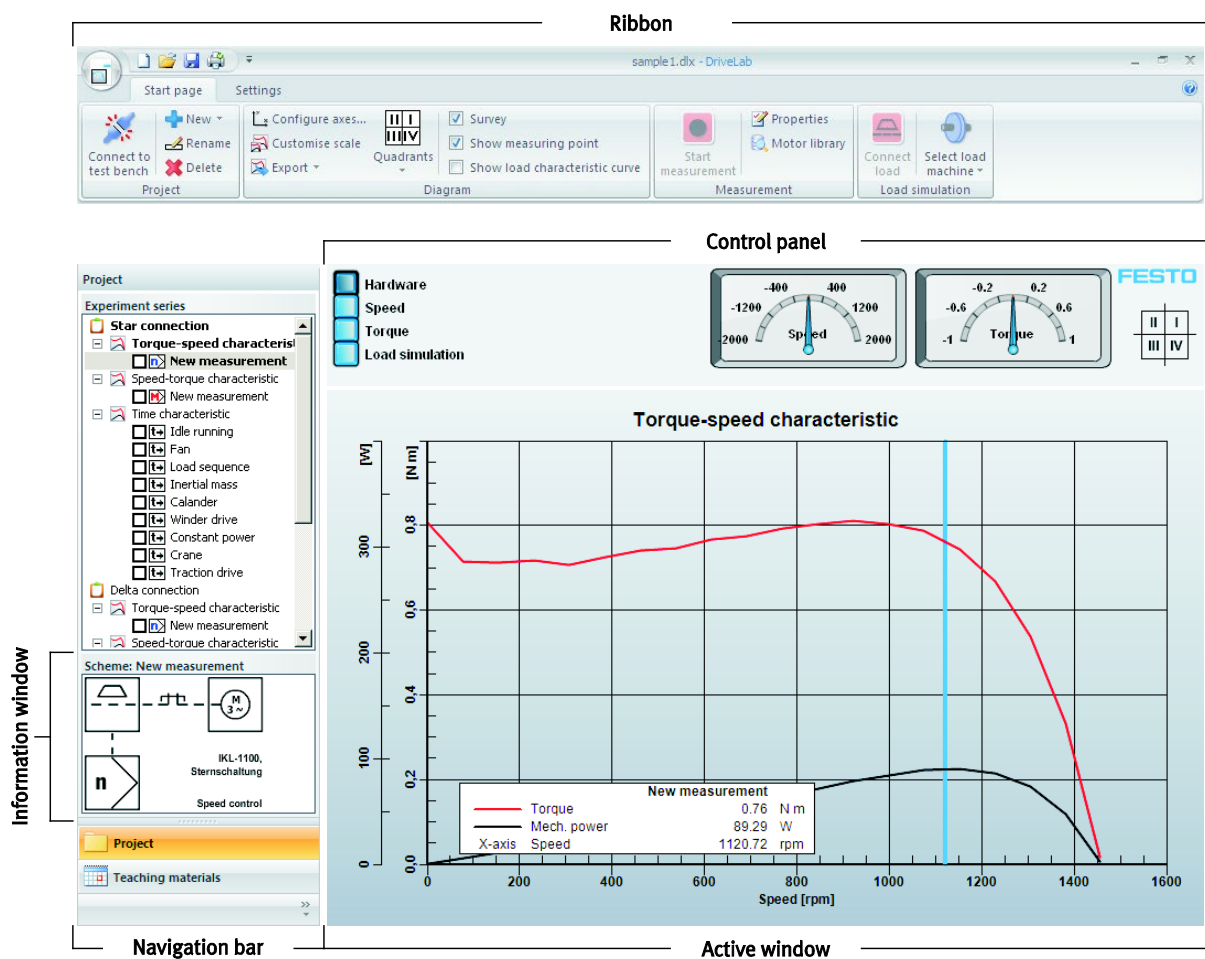 Ribbon
sample1.dlx - DriveLab
Start page Settings
Connect to test bench
New
Rename
Delete
Project
Configure axes...
Customise scale
Export
II I
III IV
Quadrants
Survey
Show measuring point
Show load characteristic curve
Diagram
Start measurement
Properties
Motor library
Measurement
Connect load
Select load machine
Load simulation
Control panel
Project
Experiment series
Star connection
Torque-speed characterist
n New measurement
Speed-torque characteristic
M New measurement
Time characteristic
t Idle running
t Fan
t Load sequence
t Inertial mass
t Calander
t Winder drive
t Constant power
t Crane
t Traction drive
Delta connection
Torque-speed characteristic
n New measurement
Speed-torque characteristic
Information window
Scheme: New measurement
M
3 ~
n
IKL-1100,
Sternschaltung
Speed control
Project
Teaching materials
Navigation bar
Hardware
Speed
Torque
Load simulation
-400 400
-1200 1200
-2000 2000
Speed
-0.2 0.2
-0.6 0.6
-1 1
Torque
FESTO
II I
III IV
Torque-speed characteristic
[W]
300
200
100
0
[N m]
0,8
0,6
0,4
0,2
0,0
New measurement
Torque 0.76 N m
Mech. power 89.29 W
X-axis Speed 1120.72 rpm
0 200 400 600 800 1000 1200 1400 1600
Speed [rpm]
Active window